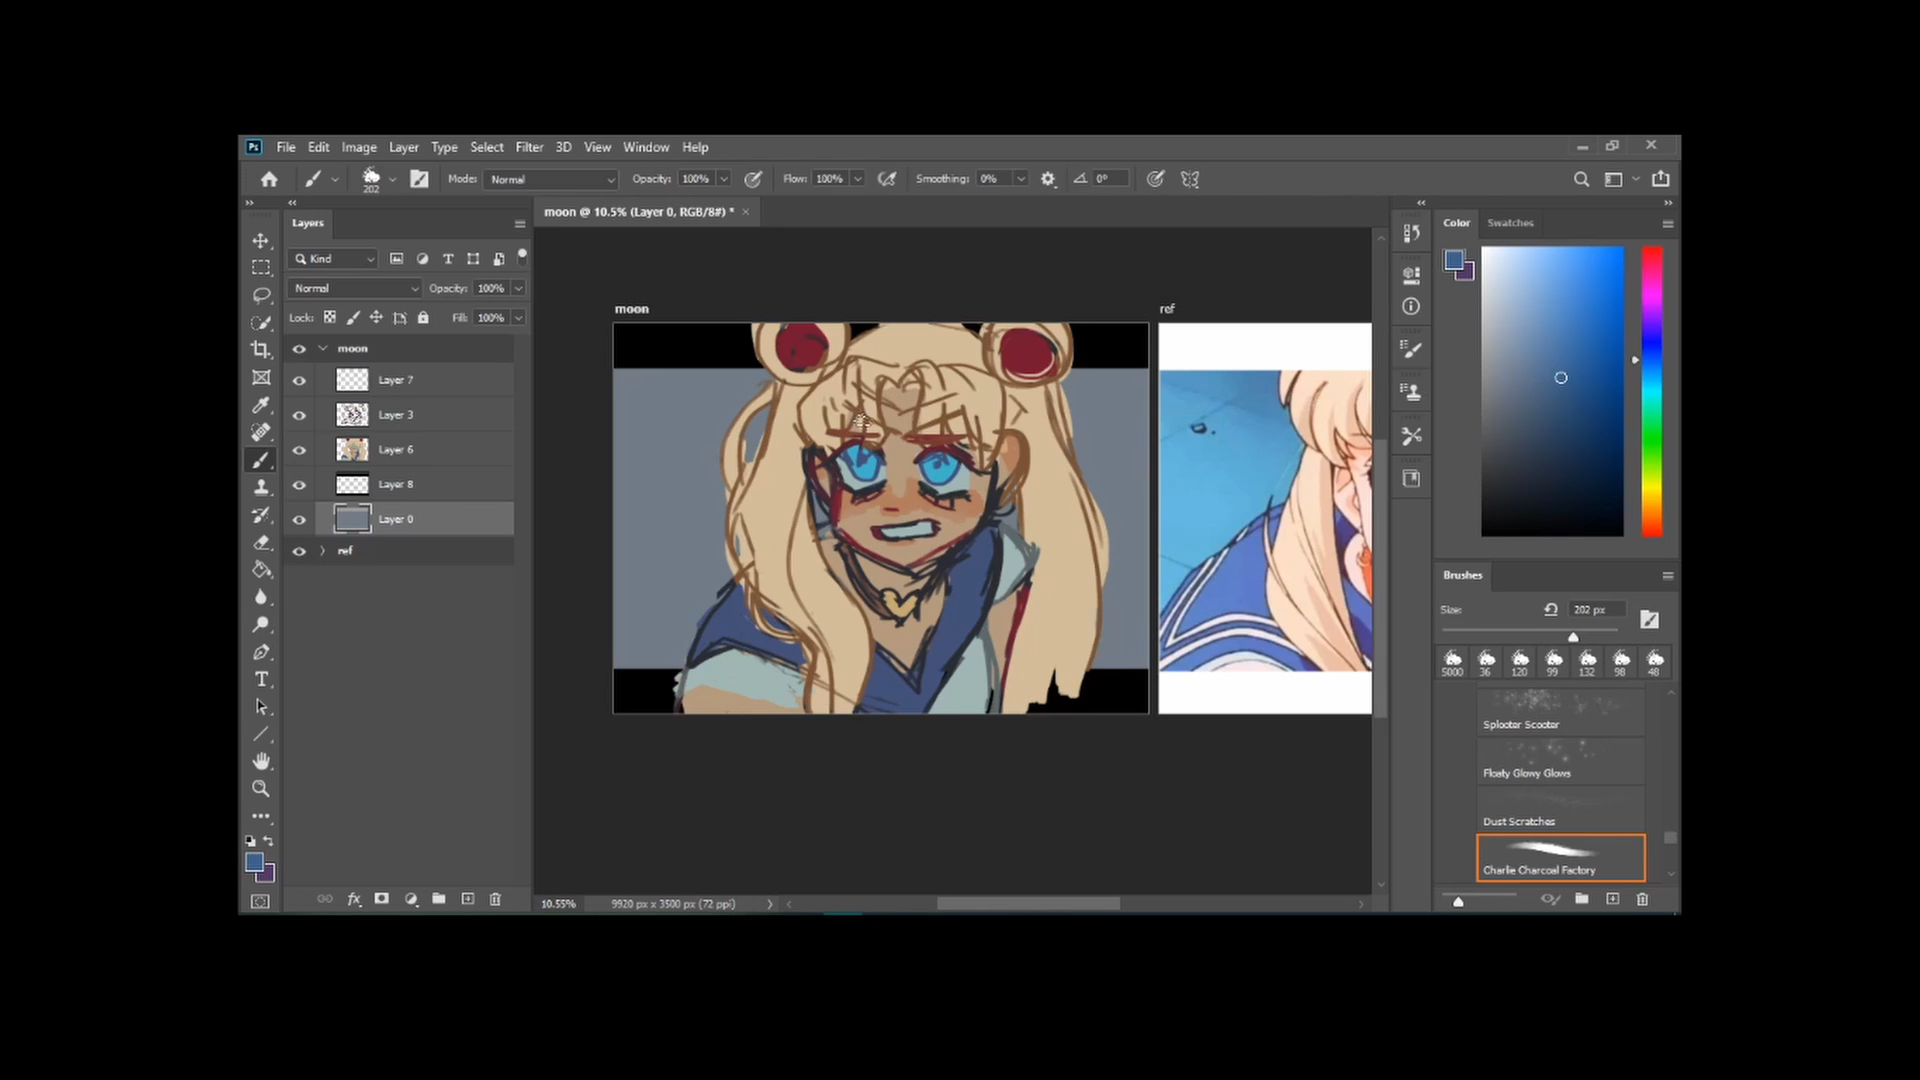 Ps File Edit Image Layer Type Select Filter 3D View Window Help
202 Mode: Normal Opacity: 100% Flow: 100% Smoothing: 0% 0°
Layers
moon @ 10.5% (Layer 0, RGB/8#) * ×
Color Swatches
Kind
Normal Opacity: 100%
Lock: Fill: 100%
moon
ref
moon
Layer 7
Layer 3
Layer 6
Layer 8
Layer 0
ref
Brushes
Size: 202 px
5000 36 120 99 132 98 48
Splooter Scooter
Floaty Glowy Glows
Dust Scratches
Charlie Charcoal Factory
10.55% 9920 px x 3500 px (72 ppi)